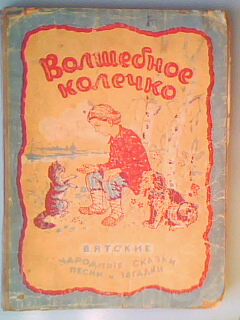 Волшебное
колечко
ВЯТСКИЕ
НАРОДНЫЕ СКАЗКИ
ПЕСНИ И ЗАГАДКИ